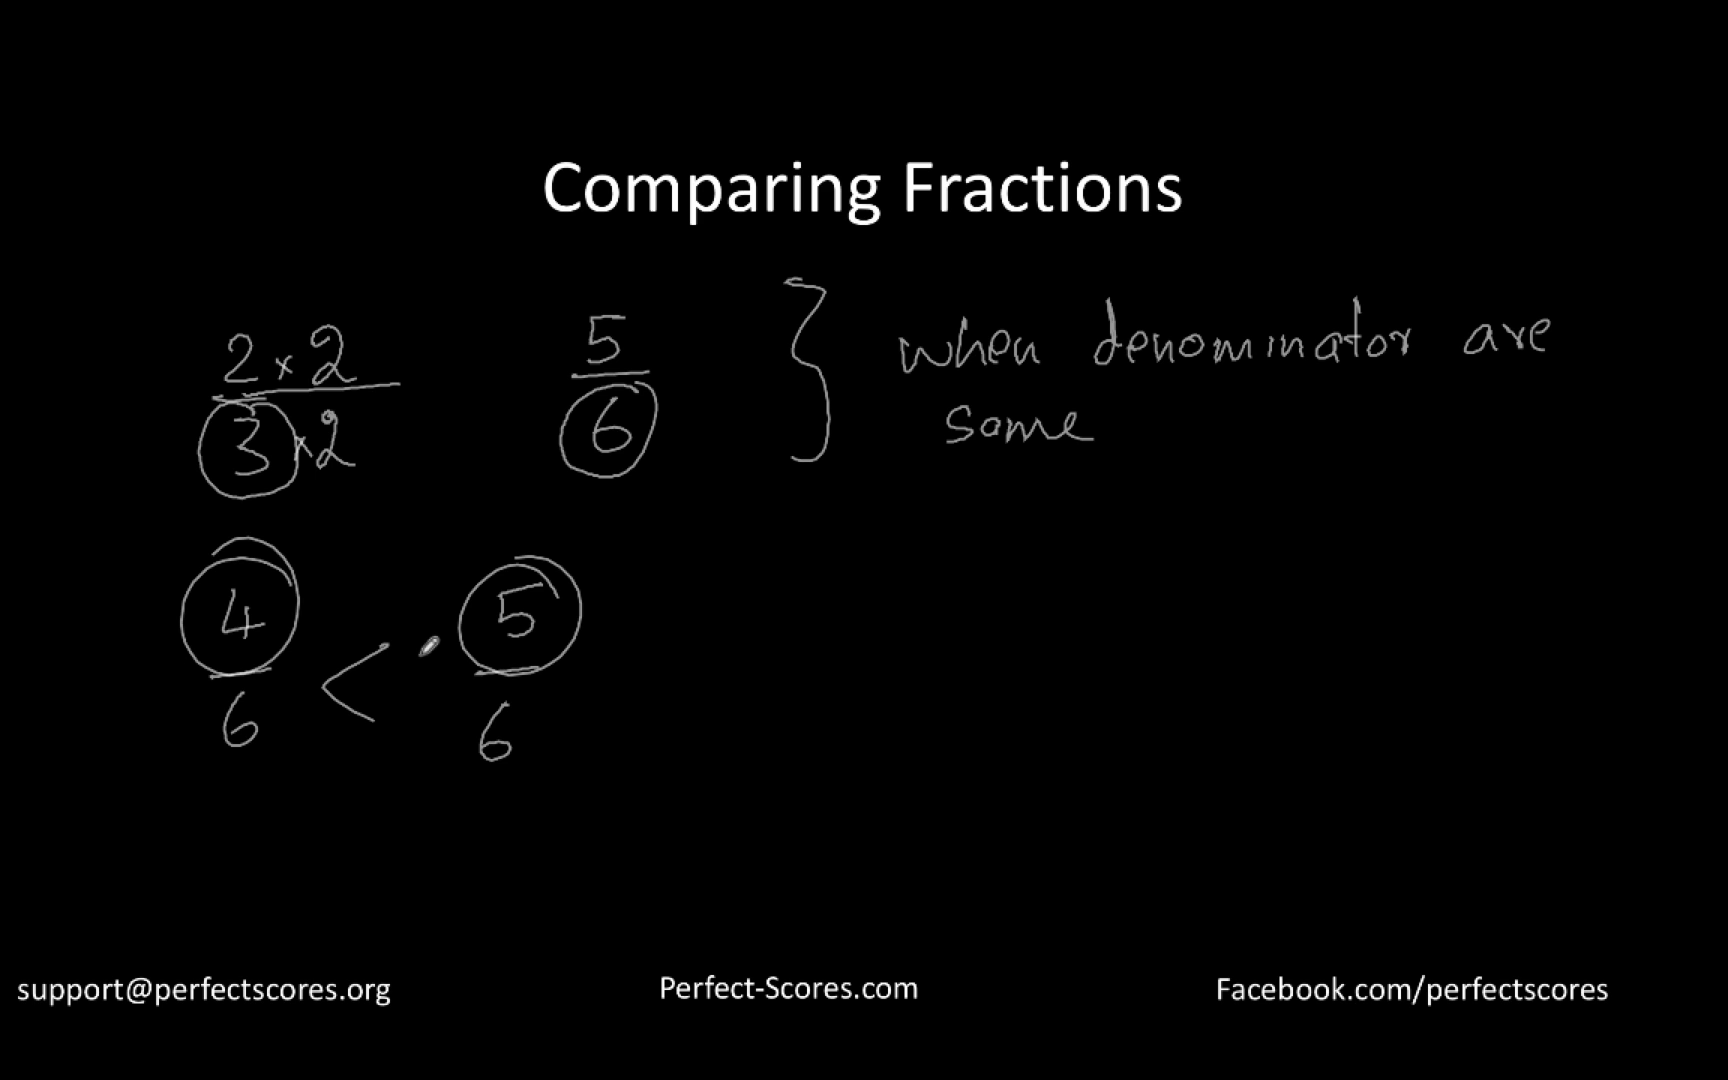 Comparing Fractions
2 × 2
3 × 2
5
6
when denominator are
same
4
6
<
5
6
support@perfectscores.org
Perfect-Scores.com
Facebook.com/perfectscores